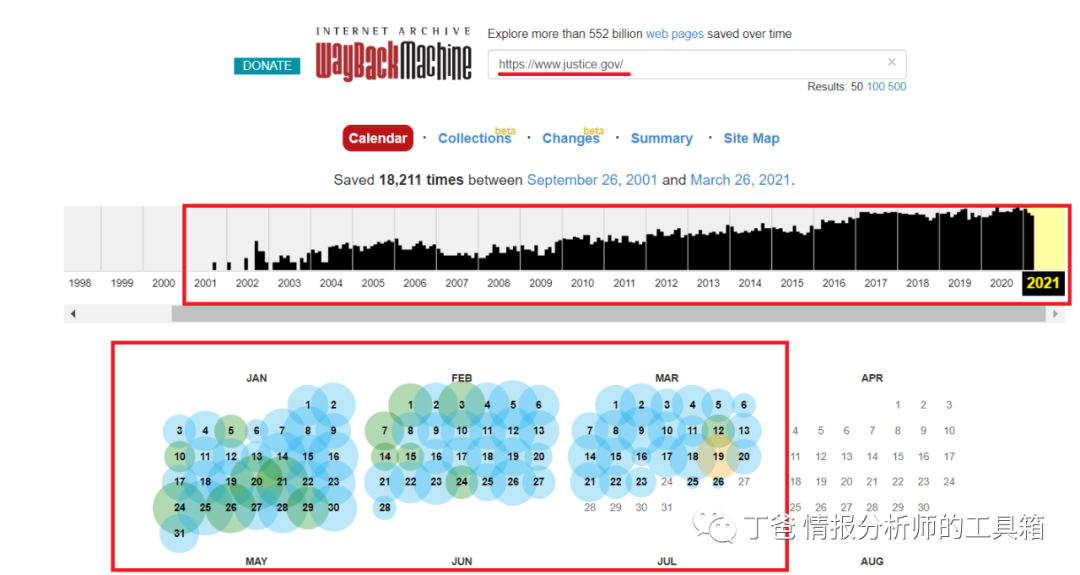 INTERNET ARCHIVE
Explore more than 552 billion web pages saved over time
DONATE
WayBackMachine
https://www.justice.gov/
×
Results: 50 100 500
Calendar · Collections beta · Changes beta · Summary · Site Map
Saved 18,211 times between September 26, 2001 and March 26, 2021.
1998 1999 2000 2001 2002 2003 2004 2005 2006 2007 2008 2009 2010 2011 2012 2013 2014 2015 2016 2017 2018 2019 2020 2021
JAN FEB MAR APR
1 2 1 2 3 4 5 6 1 2 3 4 5 6 1 2 3
3 4 5 6 7 8 9 7 8 9 10 11 12 13 7 8 9 10 11 12 13 4 5 6 7 8 9 10
10 11 12 13 14 15 16 14 15 16 17 18 19 20 14 15 16 17 18 19 20 11 12 13 14 15 16 17
17 18 19 20 21 22 23 21 22 23 24 25 26 27 21 22 23 24 25 26 27 18 19 20 21 22 23 24
24 25 26 27 28 29 30 28 28 29 30 31 25 26 27 28 29 30
31
丁爸 情报分析师的工具箱
MAY JUN JUL AUG